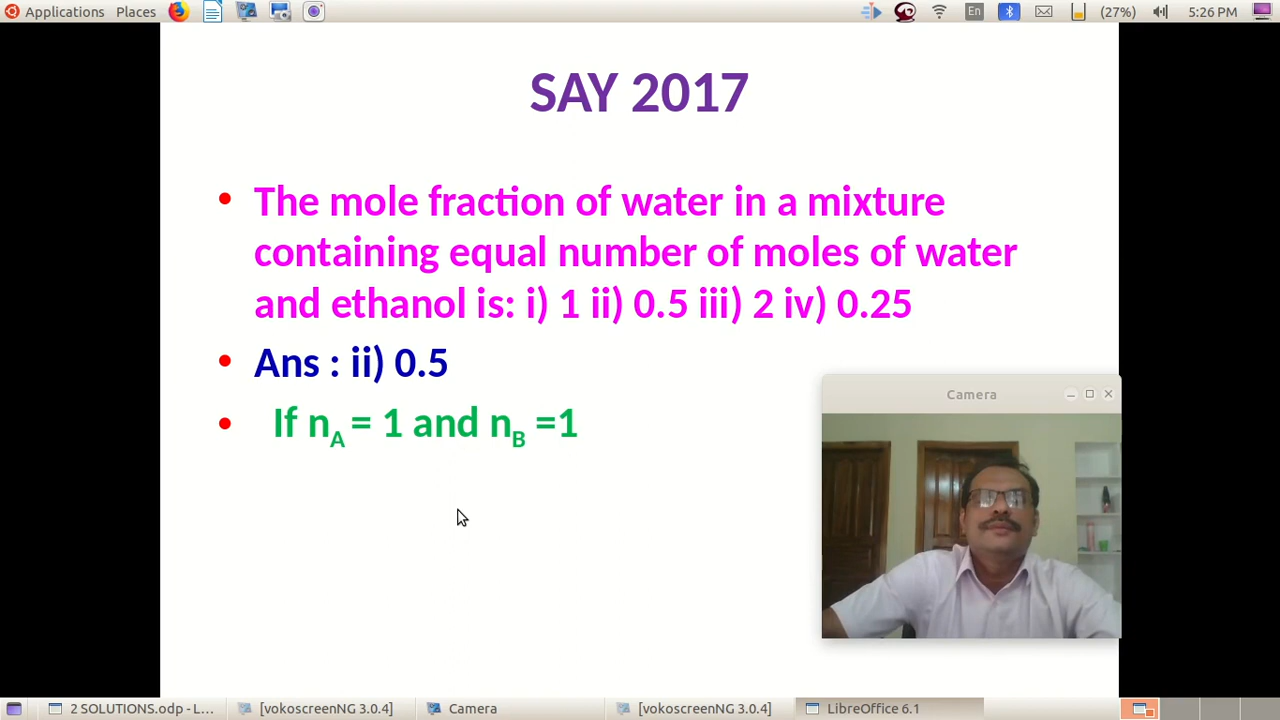 Applications Places En (27%) 5:26 PM
SAY 2017
The mole fraction of water in a mixture
containing equal number of moles of water
and ethanol is: i) 1 ii) 0.5 iii) 2 iv) 0.25
Ans : ii) 0.5
If nA = 1 and nB =1
Camera
2 SOLUTIONS.odp - L... [vokoscreenNG 3.0.4] Camera [vokoscreenNG 3.0.4] LibreOffice 6.1